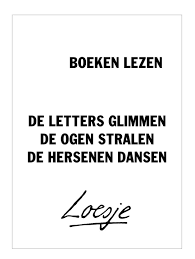 BOEKEN LEZEN
DE LETTERS GLIMMEN
DE OGEN STRALEN
DE HERSENEN DANSEN
Loesje